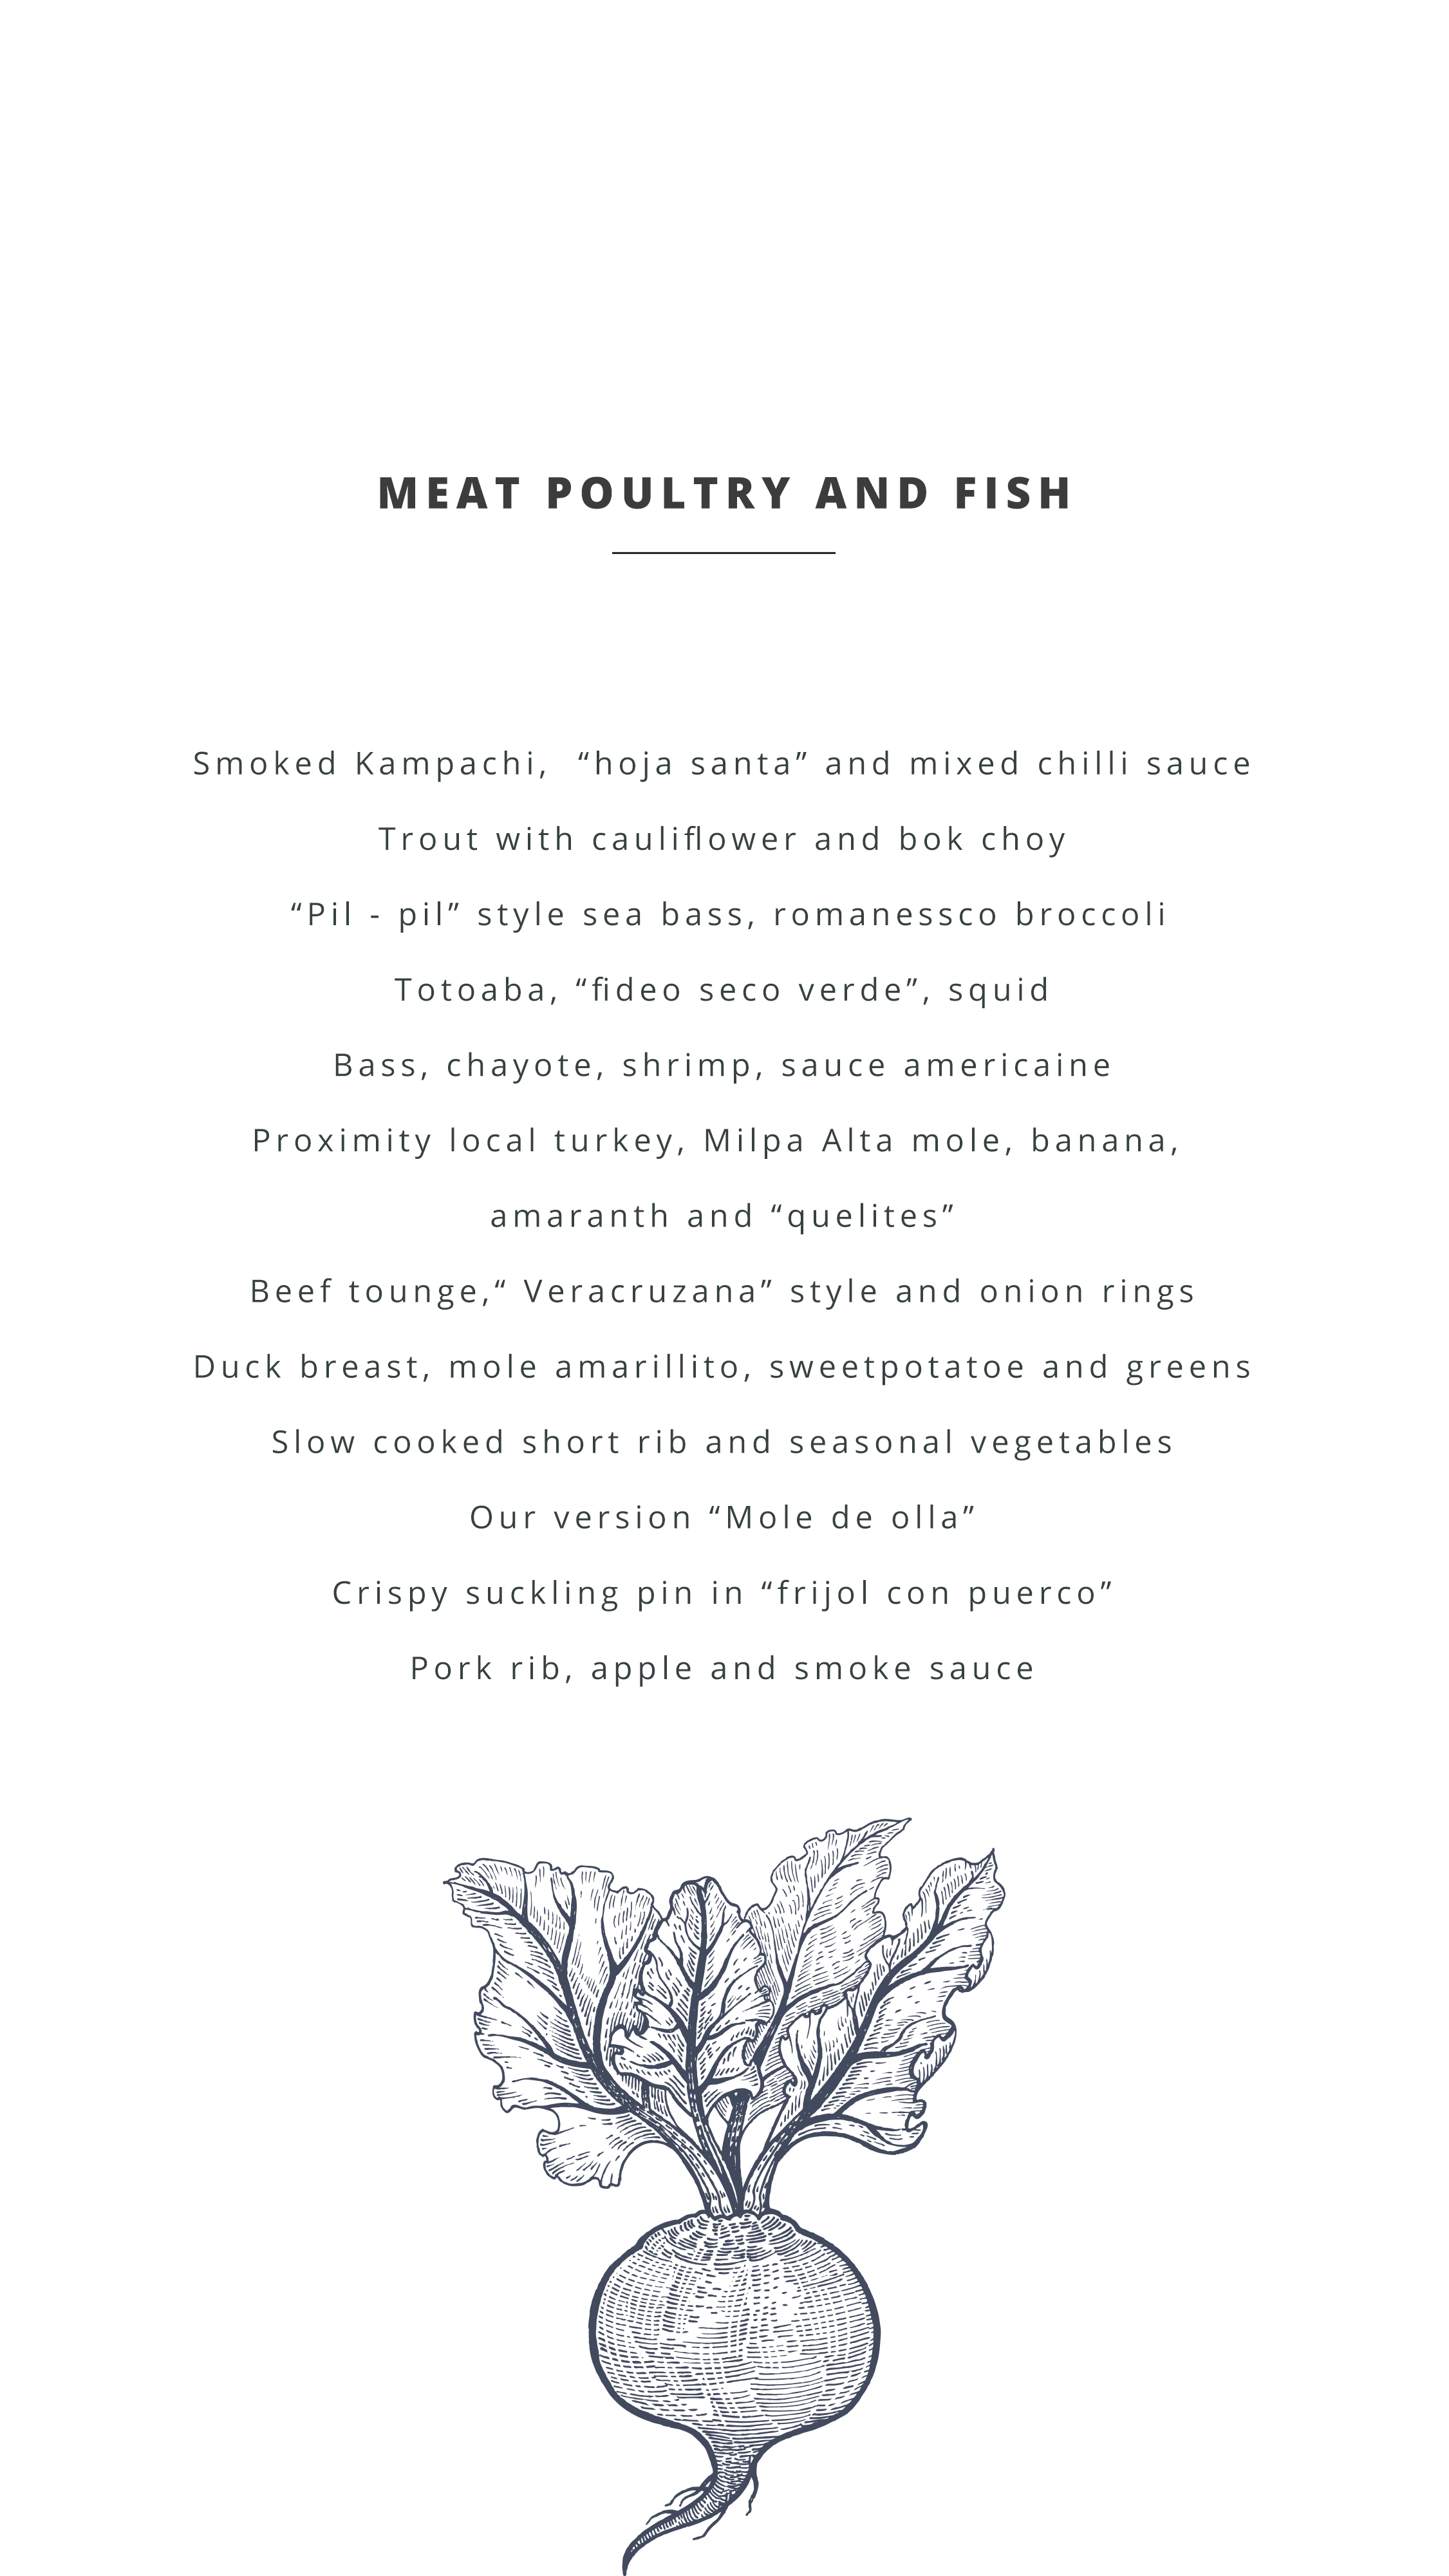 MEAT POULTRY AND FISH
Smoked Kampachi,  “hoja santa” and mixed chilli sauce
Trout with cauliflower and bok choy
“Pil - pil” style sea bass, romanessco broccoli
Totoaba, “fideo seco verde”, squid
Bass, chayote, shrimp, sauce americaine
Proximity local turkey, Milpa Alta mole, banana,
amaranth and “quelites”
Beef tounge,“ Veracruzana” style and onion rings
Duck breast, mole amarillito, sweetpotatoe and greens
Slow cooked short rib and seasonal vegetables
Our version “Mole de olla”
Crispy suckling pin in “frijol con puerco”
Pork rib, apple and smoke sauce